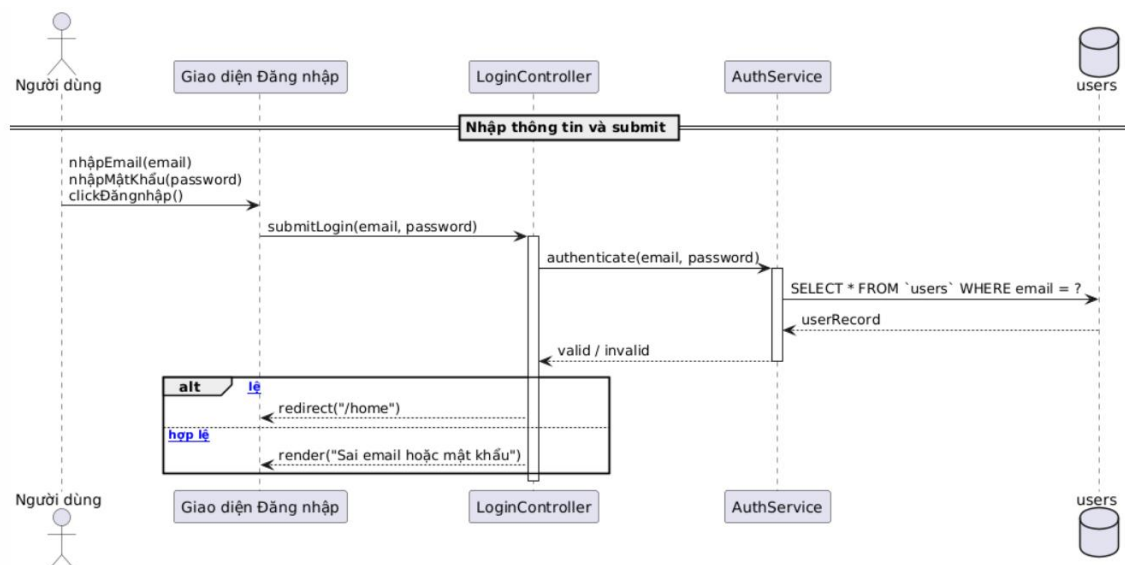 Người dùng
Giao diện Đăng nhập
LoginController
AuthService
users
Nhập thông tin và submit
nhậpEmail(email)
nhậpMậtKhẩu(password)
clickĐăngnhập()
submitLogin(email, password)
authenticate(email, password)
SELECT * FROM `users` WHERE email = ?
userRecord
valid / invalid
alt lệ
redirect("/home")
hợp lệ
render("Sai email hoặc mật khẩu")
Người dùng
Giao diện Đăng nhập
LoginController
AuthService
users